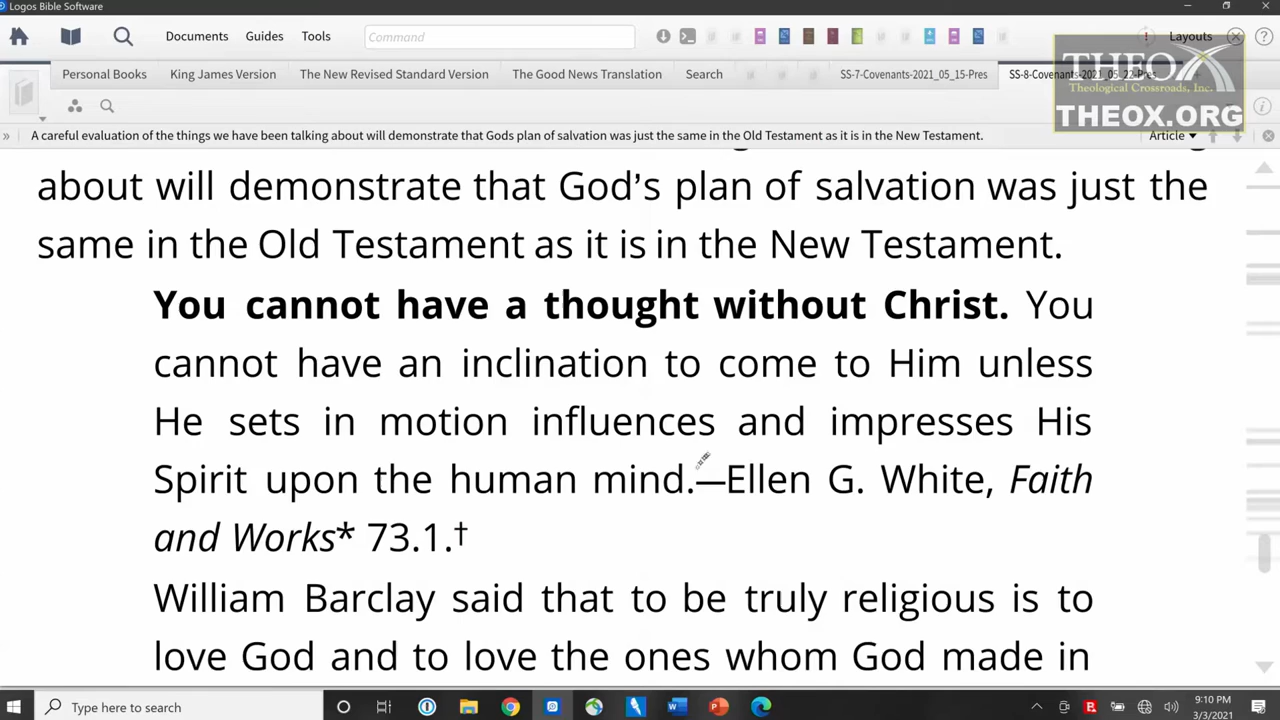 Logos Bible Software
Documents Guides Tools Command Layouts
Personal Books King James Version The New Revised Standard Version The Good News Translation Search SS-7-Covenants-2021_05_15-Pres SS-8-Covenants-2021_05_22-Pres
THEOX
Theological Crossroads, Inc.
THEOX.ORG
A careful evaluation of the things we have been talking about will demonstrate that Gods plan of salvation was just the same in the Old Testament as it is in the New Testament. Article
about will demonstrate that God's plan of salvation was just the
same in the Old Testament as it is in the New Testament.
You cannot have a thought without Christ. You
cannot have an inclination to come to Him unless
He sets in motion influences and impresses His
Spirit upon the human mind.—Ellen G. White, Faith
and Works* 73.1.†
William Barclay said that to be truly religious is to
love God and to love the ones whom God made in
Type here to search
9:10 PM
3/3/2021